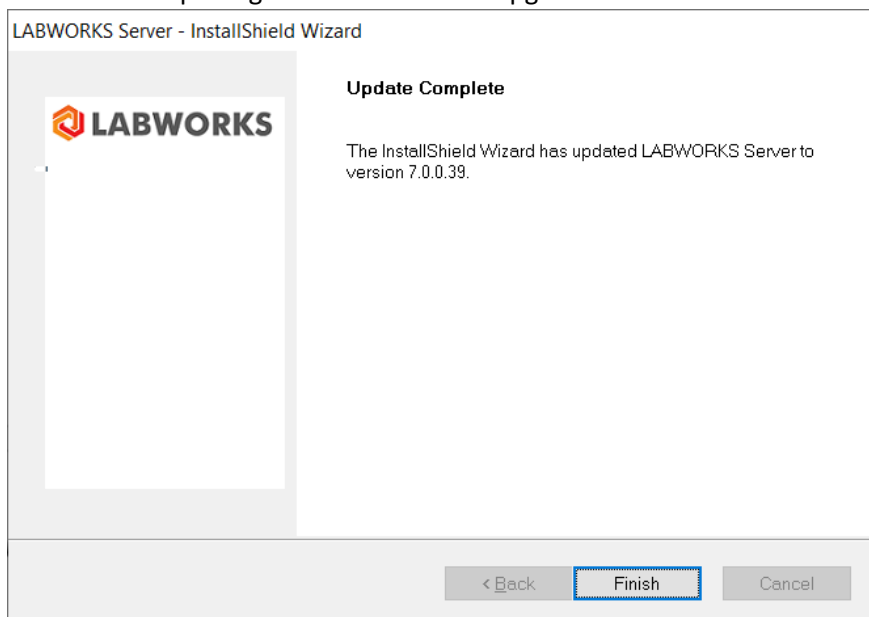 LABWORKS Server - InstallShield Wizard
LABWORKS
Update Complete
The InstallShield Wizard has updated LABWORKS Server to
version 7.0.0.39.
< Back Finish Cancel